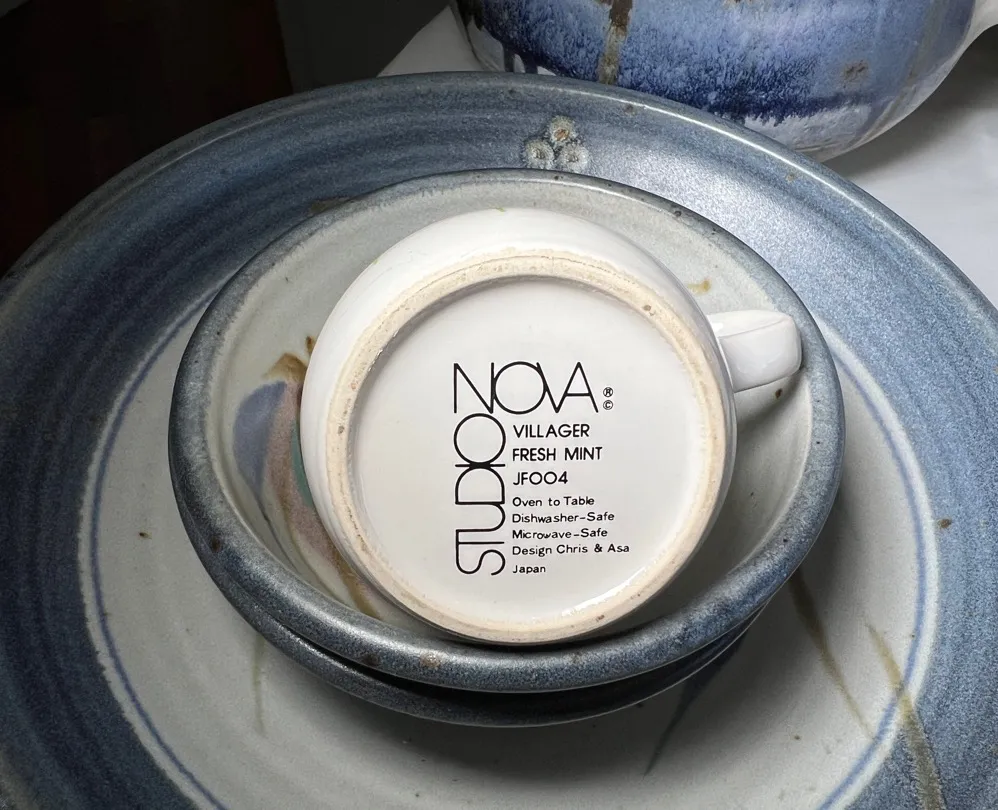 STUDIO NOVA ® ©
VILLAGER
FRESH MINT
JF004
Oven to Table
Dishwasher-Safe
Microwave-Safe
Design Chris & Asa
Japan